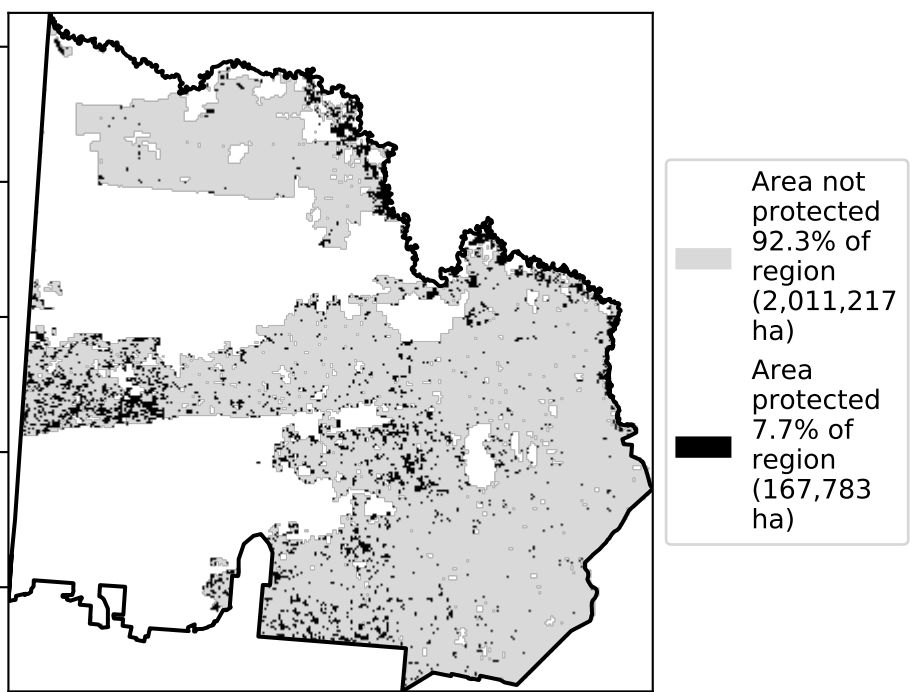 Area not
protected
92.3% of
region
(2,011,217
ha)
Area
protected
7.7% of
region
(167,783
ha)